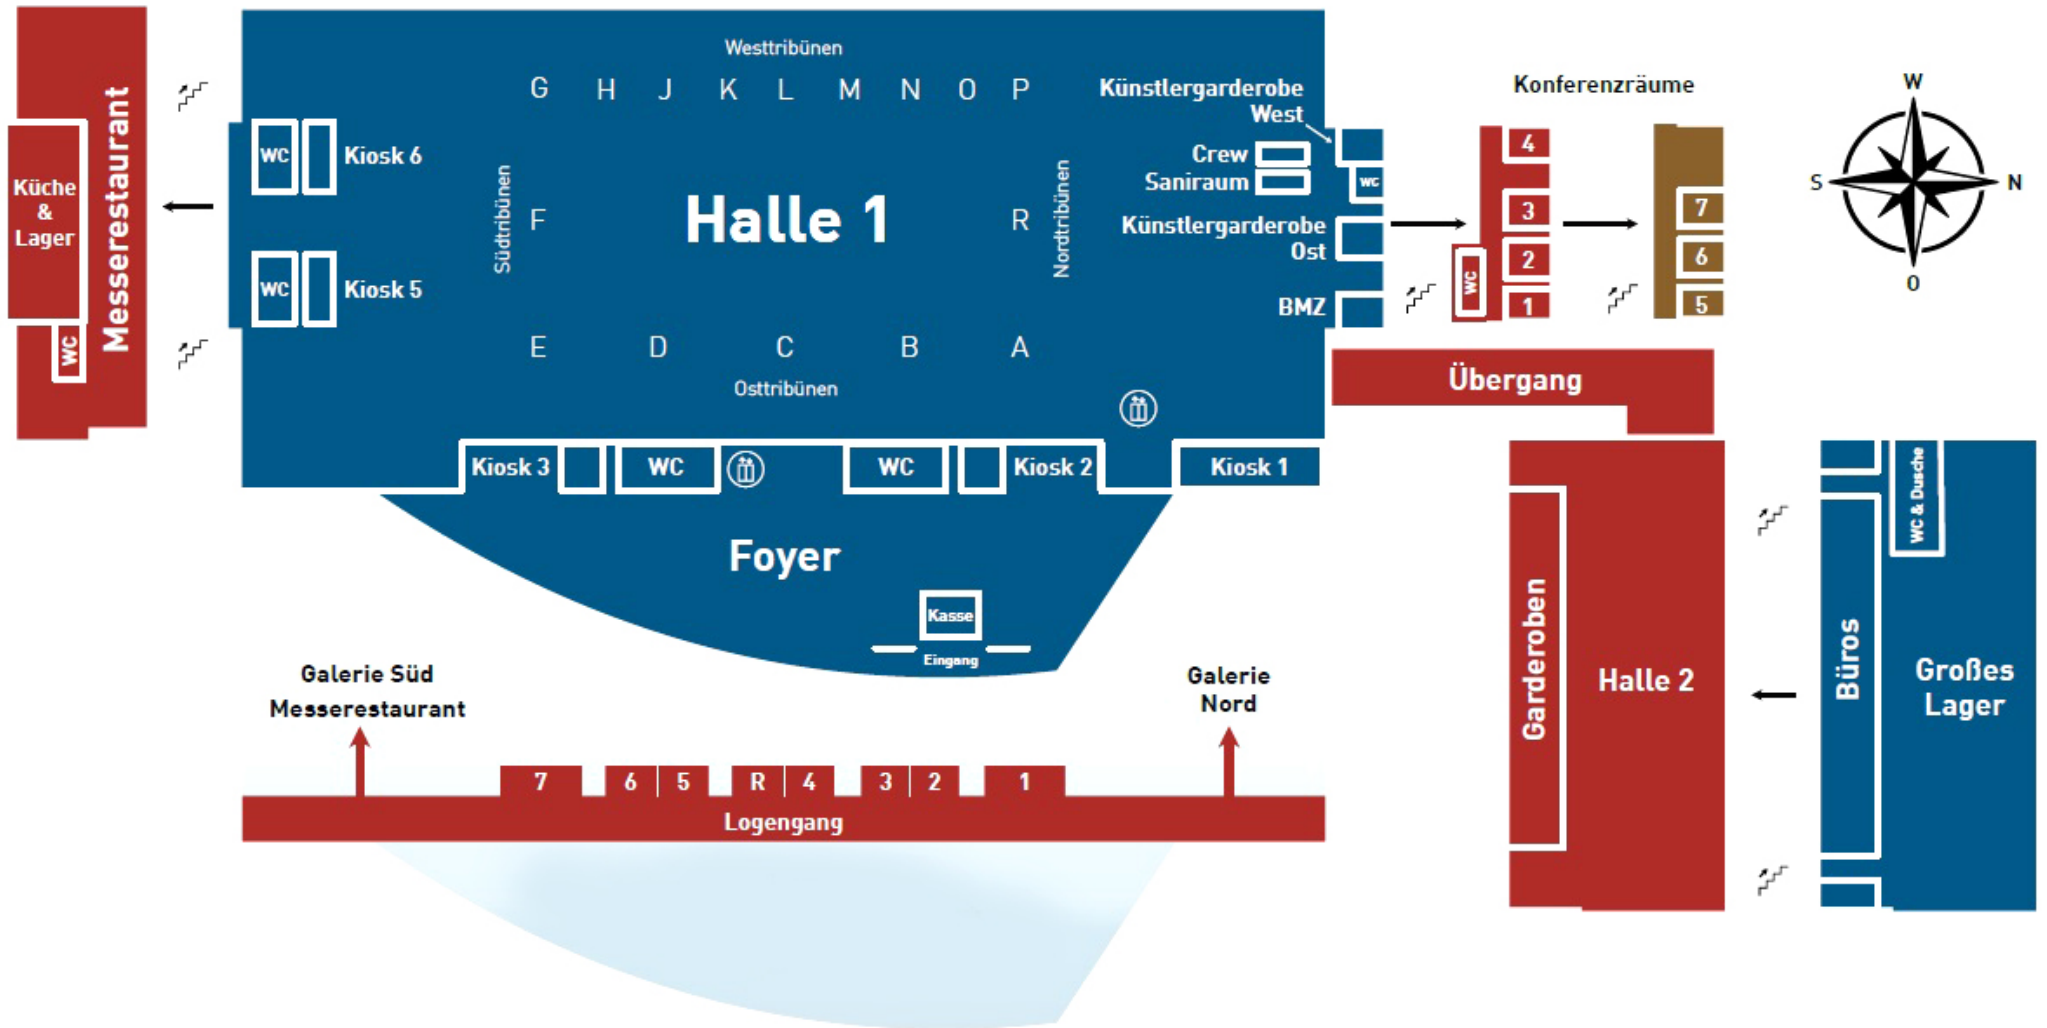 Westtribünen
G H J K L M N O P
Künstlergarderobe
West
Crew
Saniraum
Künstlergarderobe
Ost
BMZ
WC
WC
Kiosk 6
WC
Kiosk 5
Südtribünen
F
Halle 1
R
Nordtribünen
E D C B A
Osttribünen
Küche
&
Lager
Messerestaurant
WC
Konferenzräume
4
3
2
1
WC
7
6
5
W
S
N
O
Übergang
Kiosk 3
WC
WC
Kiosk 2
Kiosk 1
Foyer
Kasse
Eingang
Galerie Süd
Messerestaurant
Galerie
Nord
7 6 5 R 4 3 2 1
Logengang
Garderoben
Halle 2
Büros
WC & Dusche
Großes
Lager